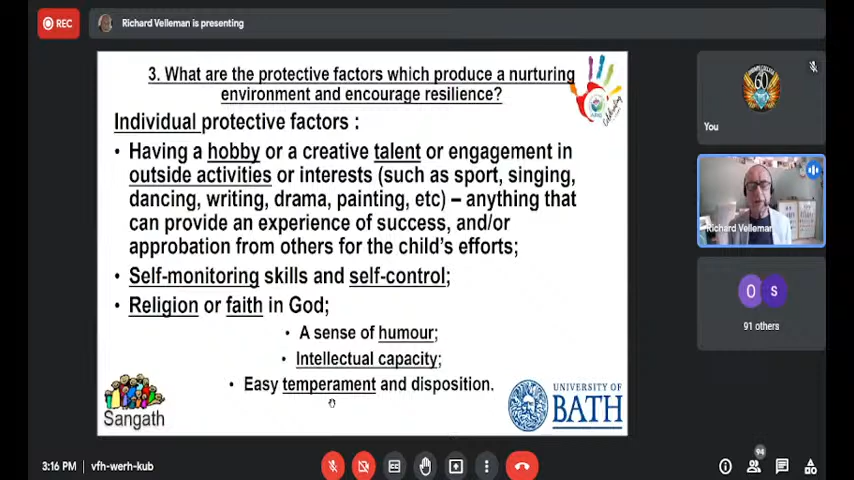 REC
Richard Velleman is presenting
3. What are the protective factors which produce a nurturing
environment and encourage resilience?
Individual protective factors :
• Having a hobby or a creative talent or engagement in
outside activities or interests (such as sport, singing,
dancing, writing, drama, painting, etc) – anything that
can provide an experience of success, and/or
approbation from others for the child's efforts;
• Self-monitoring skills and self-control;
• Religion or faith in God;
• A sense of humour;
• Intellectual capacity;
• Easy temperament and disposition.
Sangath
UNIVERSITY OF
BATH
60
You
Richard Velleman
O S
91 others
3:16 PM vfh-werh-kub
94